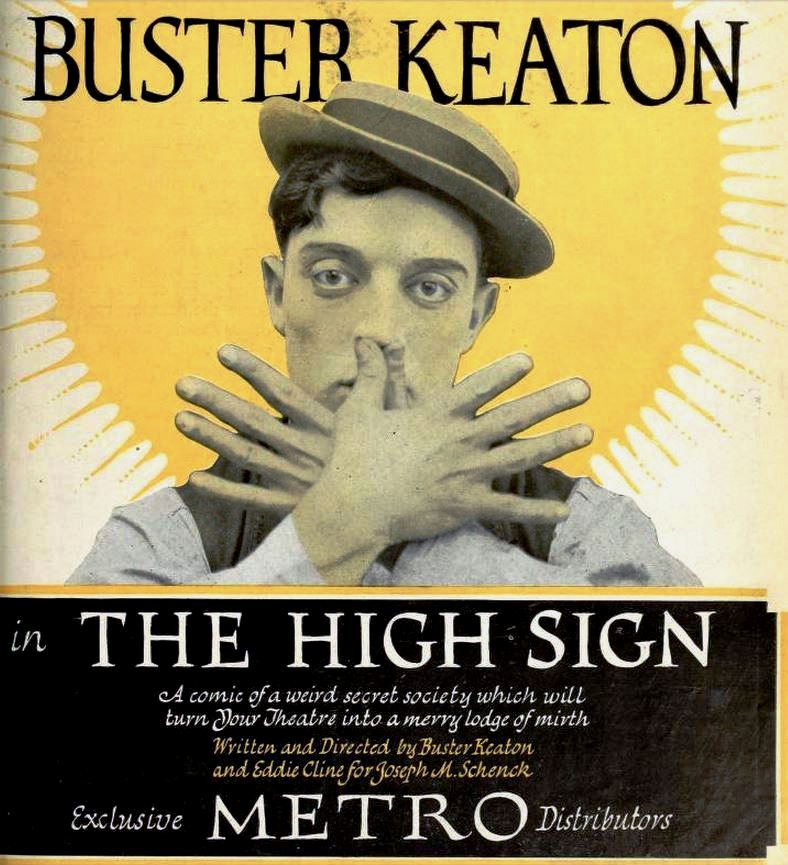 BUSTER KEATON
in THE HIGH SIGN
A comic of a weird secret society which will
turn Your Theatre into a merry lodge of mirth
Written and Directed by Buster Keaton
and Eddie Cline for Joseph M. Schenck
Exclusive METRO Distributors